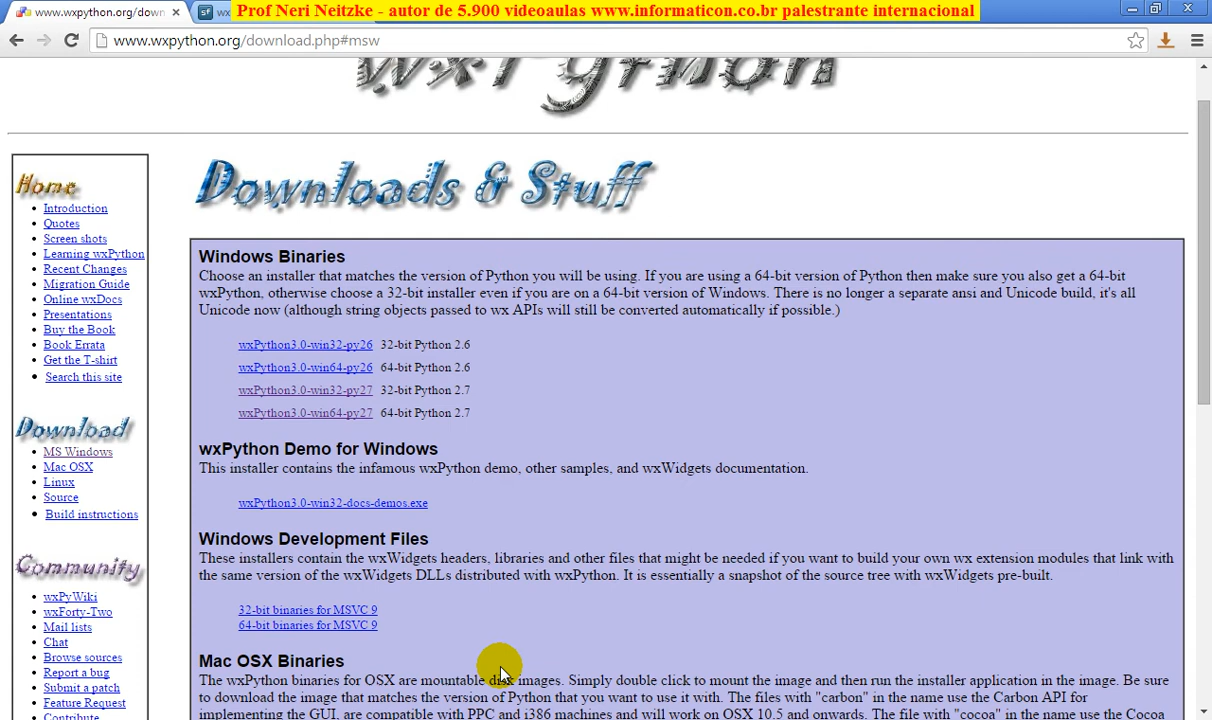 www.wxpython.org/down
wx
Prof Neri Neitzke - autor de 5.900 videoaulas www.informaticon.co.br palestrante internacional
www.wxpython.org/download.php#msw
wxPython
Downloads & Stuff
Home
Introduction
Quotes
Screen shots
Learning wxPython
Recent Changes
Migration Guide
Online wxDocs
Presentations
Buy the Book
Book Errata
Get the T-shirt
Search this site
Download
MS Windows
Mac OSX
Linux
Source
Build instructions
Community
wxPyWiki
wxForty-Two
Mail lists
Chat
Browse sources
Report a bug
Submit a patch
Feature Request
Contribute
Windows Binaries
Choose an installer that matches the version of Python you will be using. If you are using a 64-bit version of Python then make sure you also get a 64-bit
wxPython, otherwise choose a 32-bit installer even if you are on a 64-bit version of Windows. There is no longer a separate ansi and Unicode build, it's all
Unicode now (although string objects passed to wx APIs will still be converted automatically if possible.)
wxPython3.0-win32-py26 32-bit Python 2.6
wxPython3.0-win64-py26 64-bit Python 2.6
wxPython3.0-win32-py27 32-bit Python 2.7
wxPython3.0-win64-py27 64-bit Python 2.7
wxPython Demo for Windows
This installer contains the infamous wxPython demo, other samples, and wxWidgets documentation.
wxPython3.0-win32-docs-demos.exe
Windows Development Files
These installers contain the wxWidgets headers, libraries and other files that might be needed if you want to build your own wx extension modules that link with
the same version of the wxWidgets DLLs distributed with wxPython. It is essentially a snapshot of the source tree with wxWidgets pre-built.
32-bit binaries for MSVC 9
64-bit binaries for MSVC 9
Mac OSX Binaries
The wxPython binaries for OSX are mountable disk images. Simply double click to mount the image and then run the installer application in the image. Be sure
to download the image that matches the version of Python that you want to use it with. The files with "carbon" in the name use the Carbon API for
implementing the GUI, are compatible with PPC and i386 machines and will work on OSX 10.5 and onwards. The file with "cocoa" in the name use the Cocoa